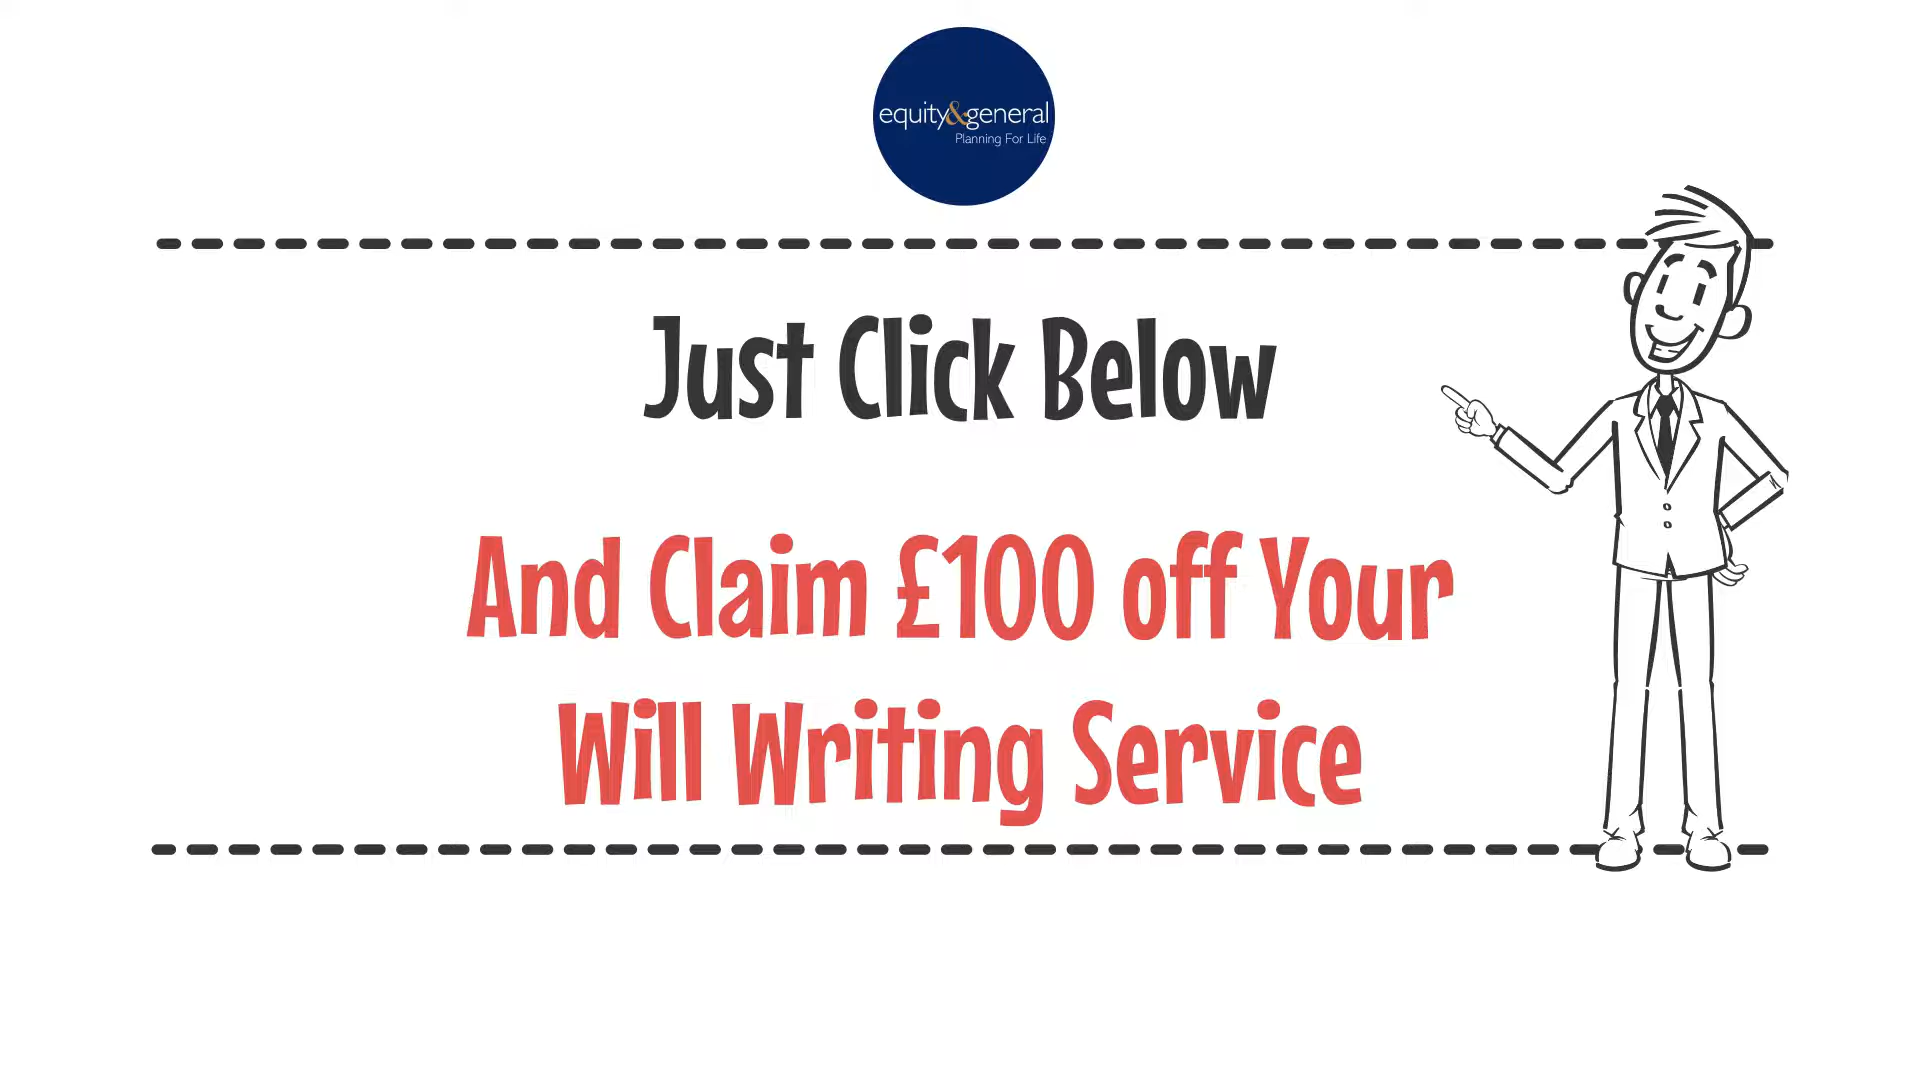 equity&general
Planning For Life
Just Click Below
And Claim £100 off Your
Will Writing Service